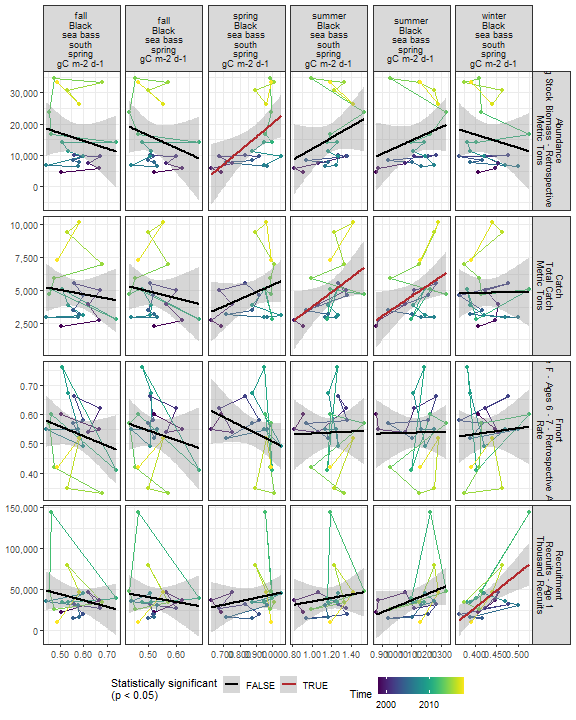 fall
Black
sea bass
south
spring
gC m-2 d-1
fall
Black
sea bass
spring
gC m-2 d-1
spring
Black
sea bass
south
spring
gC m-2 d-1
summer
Black
sea bass
south
spring
gC m-2 d-1
summer
Black
sea bass
spring
gC m-2 d-1
winter
Black
sea bass
south
spring
gC m-2 d-1
30,000
20,000
10,000
0
Abundance
Stock Biomass - Retrospective
Metric Tons
10,000
7,500
5,000
2,500
Catch
Total Catch
Metric Tons
0.70
0.60
0.50
0.40
Fmort
F - Ages 6 - 7 - Retrospective
Rate
150,000
100,000
50,000
0
Recruitment
Recruits - Age 1
Thousand Recruits
0.50 0.60 0.70
0.50 0.60
0.80 1.00 1.20 1.40
0.400 0.450 0.500
Statistically significant
(p < 0.05)
FALSE
TRUE
Time
2000 2010